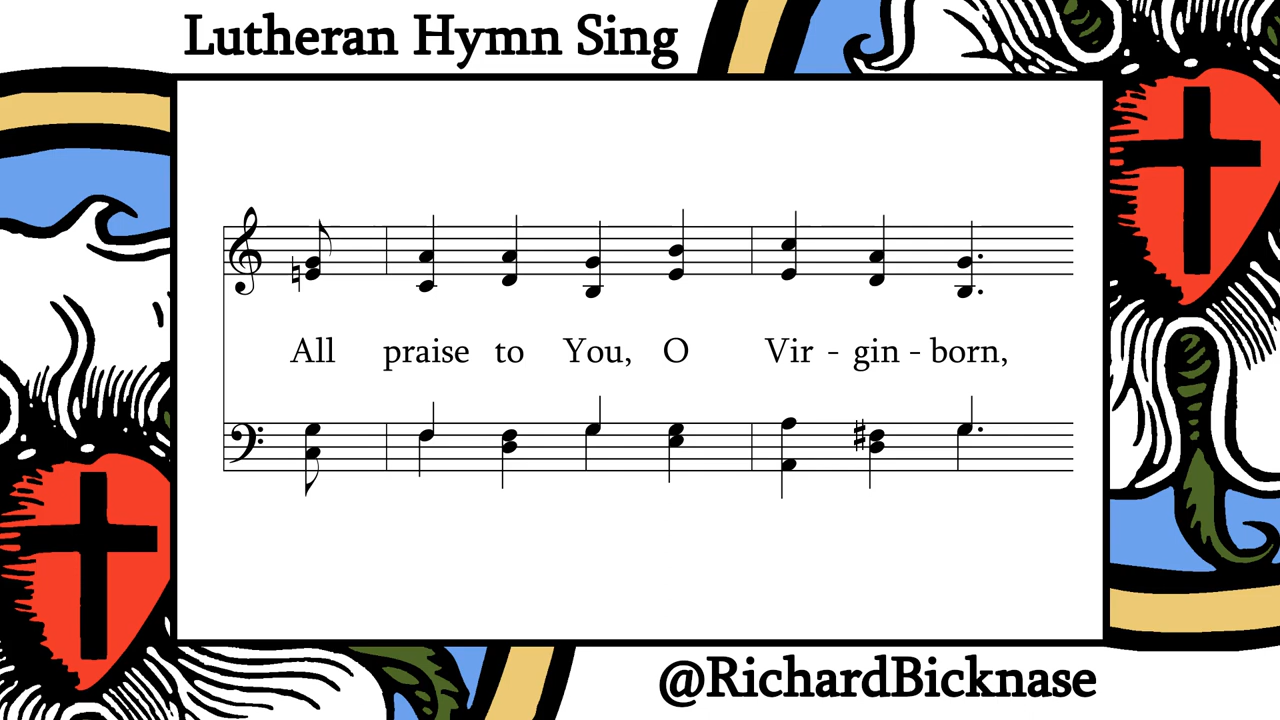 Lutheran Hymn Sing
All praise to You, O Vir - gin - born,
@RichardBicknase